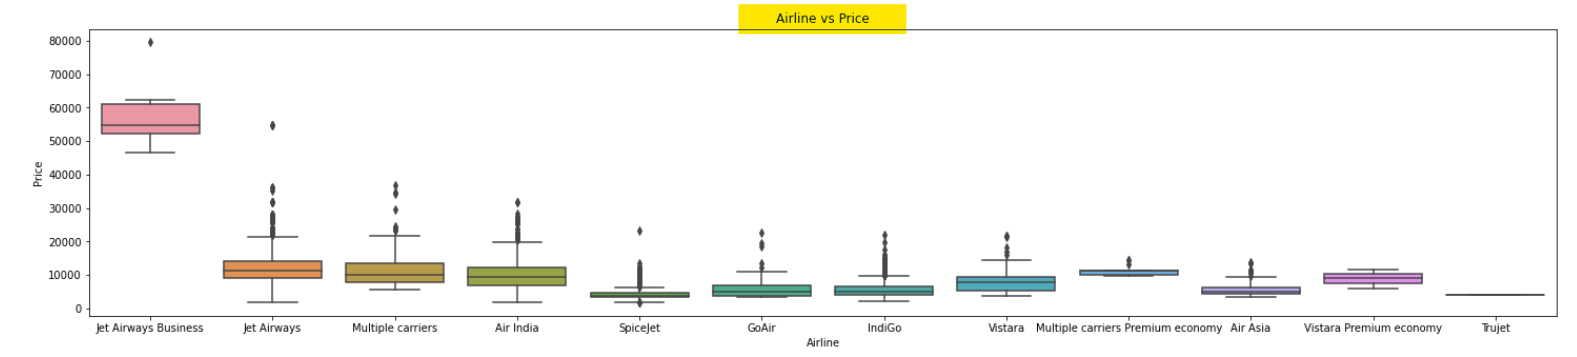 Airline vs Price
80000
70000
60000
50000
40000
30000
20000
10000
0
Price
Jet Airways Business Jet Airways Multiple carriers Air India SpiceJet GoAir IndiGo Vistara Multiple carriers Premium economy Air Asia Vistara Premium economy Trujet
Airline